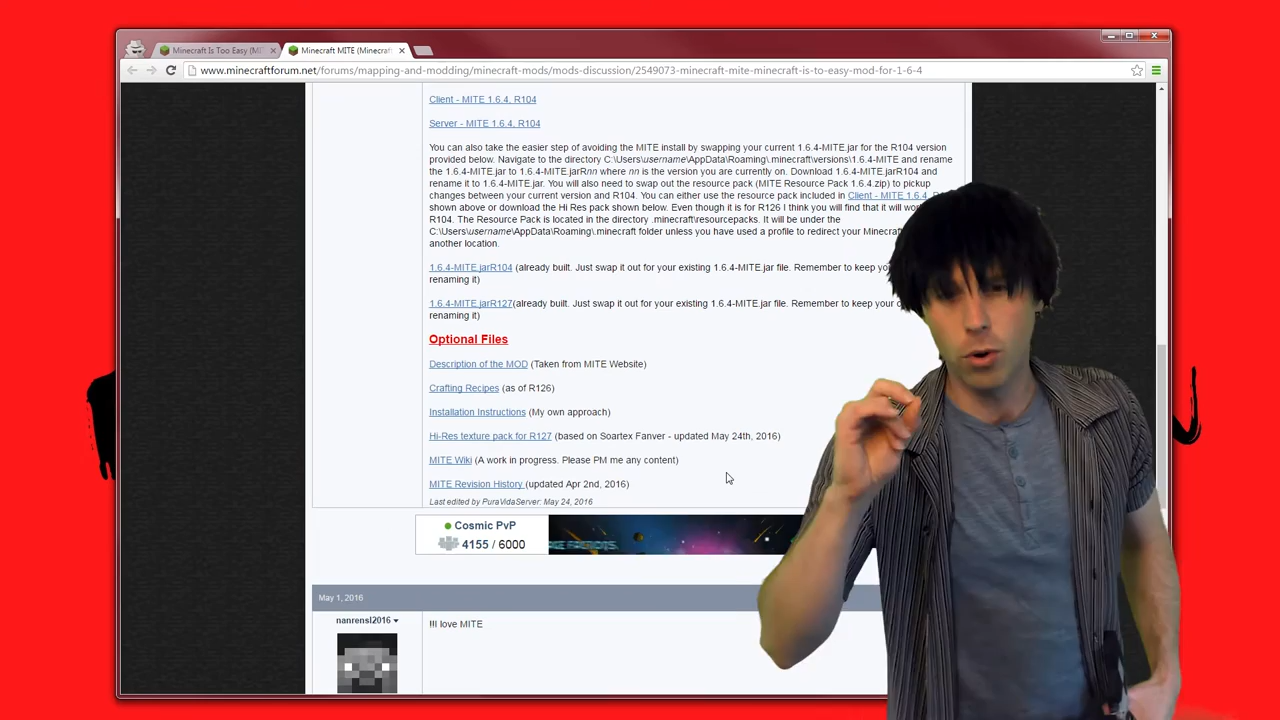 Minecraft Is Too Easy (MI
Minecraft MITE (Minecraf
www.minecraftforum.net/forums/mapping-and-modding/minecraft-mods/mods-discussion/2549073-minecraft-mite-minecraft-is-to-easy-mod-for-1-6-4
Client - MITE 1.6.4, R104
Server - MITE 1.6.4, R104
You can also take the easier step of avoiding the MITE install by swapping your current 1.6.4-MITE.jar for the R104 version
provided below. Navigate to the directory C:\Users\username\AppData\Roaming\.minecraft\versions\1.6.4-MITE and rename
the 1.6.4-MITE.jar to 1.6.4-MITE.jarRnn where nn is the version you are currently on. Download 1.6.4-MITE.jarR104 and
rename it to 1.6.4-MITE.jar. You will also need to swap out the resource pack (MITE Resource Pack 1.6.4.zip) to pickup
changes between your current version and R104. You can either use the resource pack included in Client - MITE 1.6.4,
shown above or download the Hi Res pack shown below. Even though it is for R126 I think you will find that it will
R104. The Resource Pack is located in the directory .minecraft\resourcepacks. It will be under the
C:\Users\username\AppData\Roaming\.minecraft folder unless you have used a profile to redirect your
another location.
1.6.4-MITE.jarR104 (already built. Just swap it out for your existing 1.6.4-MITE.jar file. Remember to keep
renaming it)
1.6.4-MITE.jarR127(already built. Just swap it out for your existing 1.6.4-MITE.jar file. Remember to keep your
renaming it)
Optional Files
Description of the MOD (Taken from MITE Website)
Crafting Recipes (as of R126)
Installation Instructions (My own approach)
Hi-Res texture pack for R127 (based on Soartex Fanver - updated May 24th, 2016)
MITE Wiki (A work in progress. Please PM me any content)
MITE Revision History (updated Apr 2nd, 2016)
Last edited by PuraVidaServer: May 24, 2016
Cosmic PvP
4155 / 6000
May 1, 2016
nanrensl2016
!!!I love MITE